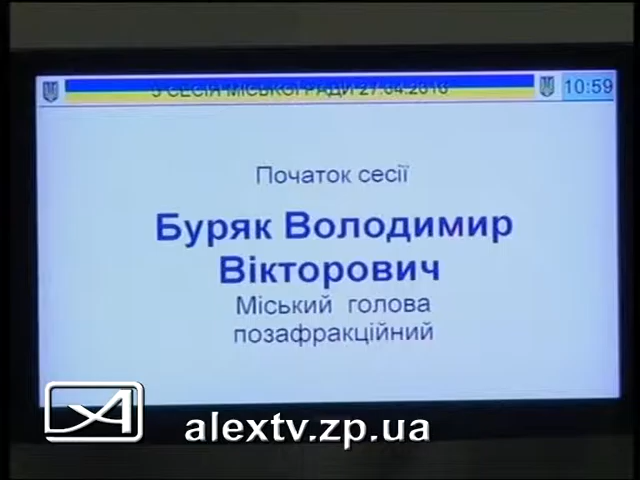 СЕСІЯ МІСЬКОЇ РАДИ 27.04.2016
10:59
Початок сесії
Буряк Володимир
Вікторович
Міський голова
позафракційний
alextv.zp.ua